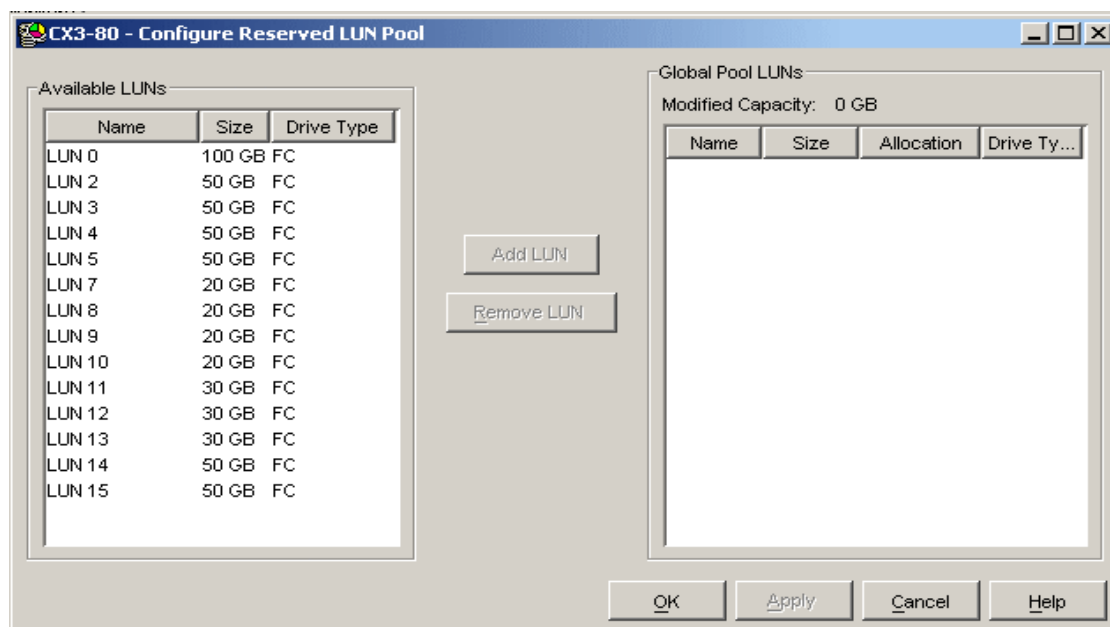 CX3-80 - Configure Reserved LUN Pool
Available LUNs
Name Size Drive Type
LUN 0 100 GB FC
LUN 2 50 GB FC
LUN 3 50 GB FC
LUN 4 50 GB FC
LUN 5 50 GB FC
LUN 7 20 GB FC
LUN 8 20 GB FC
LUN 9 20 GB FC
LUN 10 20 GB FC
LUN 11 30 GB FC
LUN 12 30 GB FC
LUN 13 30 GB FC
LUN 14 50 GB FC
LUN 15 50 GB FC
Add LUN
Remove LUN
Global Pool LUNs
Modified Capacity: 0 GB
Name Size Allocation Drive Ty...
OK Apply Cancel Help